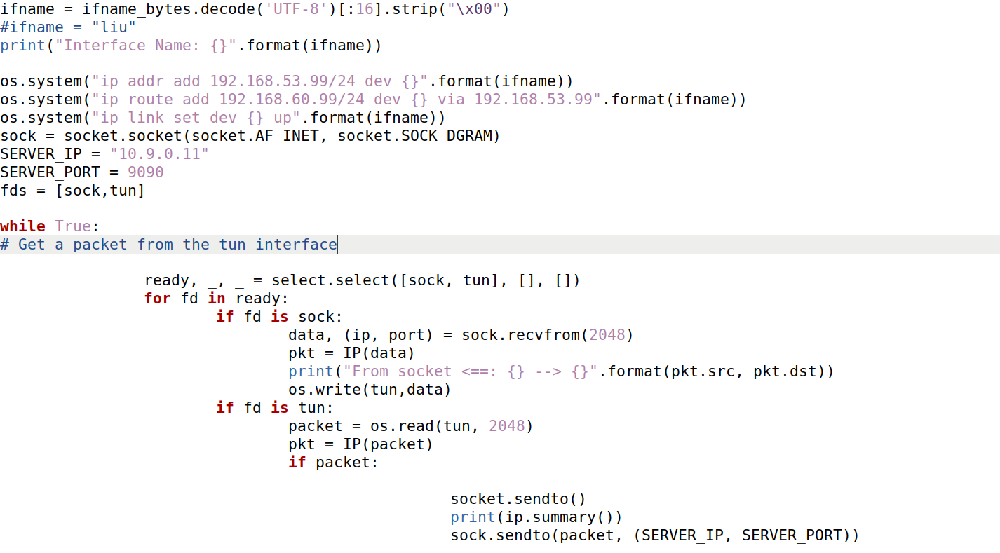 ifname = ifname_bytes.decode('UTF-8')[:16].strip("\x00")
#ifname = "liu"
print("Interface Name: {}".format(ifname))
os.system("ip addr add 192.168.53.99/24 dev {}".format(ifname))
os.system("ip route add 192.168.60.99/24 dev {} via 192.168.53.99".format(ifname))
os.system("ip link set dev {} up".format(ifname))
sock = socket.socket(socket.AF_INET, socket.SOCK_DGRAM)
SERVER_IP = "10.9.0.11"
SERVER_PORT = 9090
fds = [sock,tun]
while True:
# Get a packet from the tun interface
ready, _, _ = select.select([sock, tun], [], [])
for fd in ready:
if fd is sock:
data, (ip, port) = sock.recvfrom(2048)
pkt = IP(data)
print("From socket <==: {} --> {}".format(pkt.src, pkt.dst))
os.write(tun,data)
if fd is tun:
packet = os.read(tun, 2048)
pkt = IP(packet)
if packet:
socket.sendto()
print(ip.summary())
sock.sendto(packet, (SERVER_IP, SERVER_PORT))